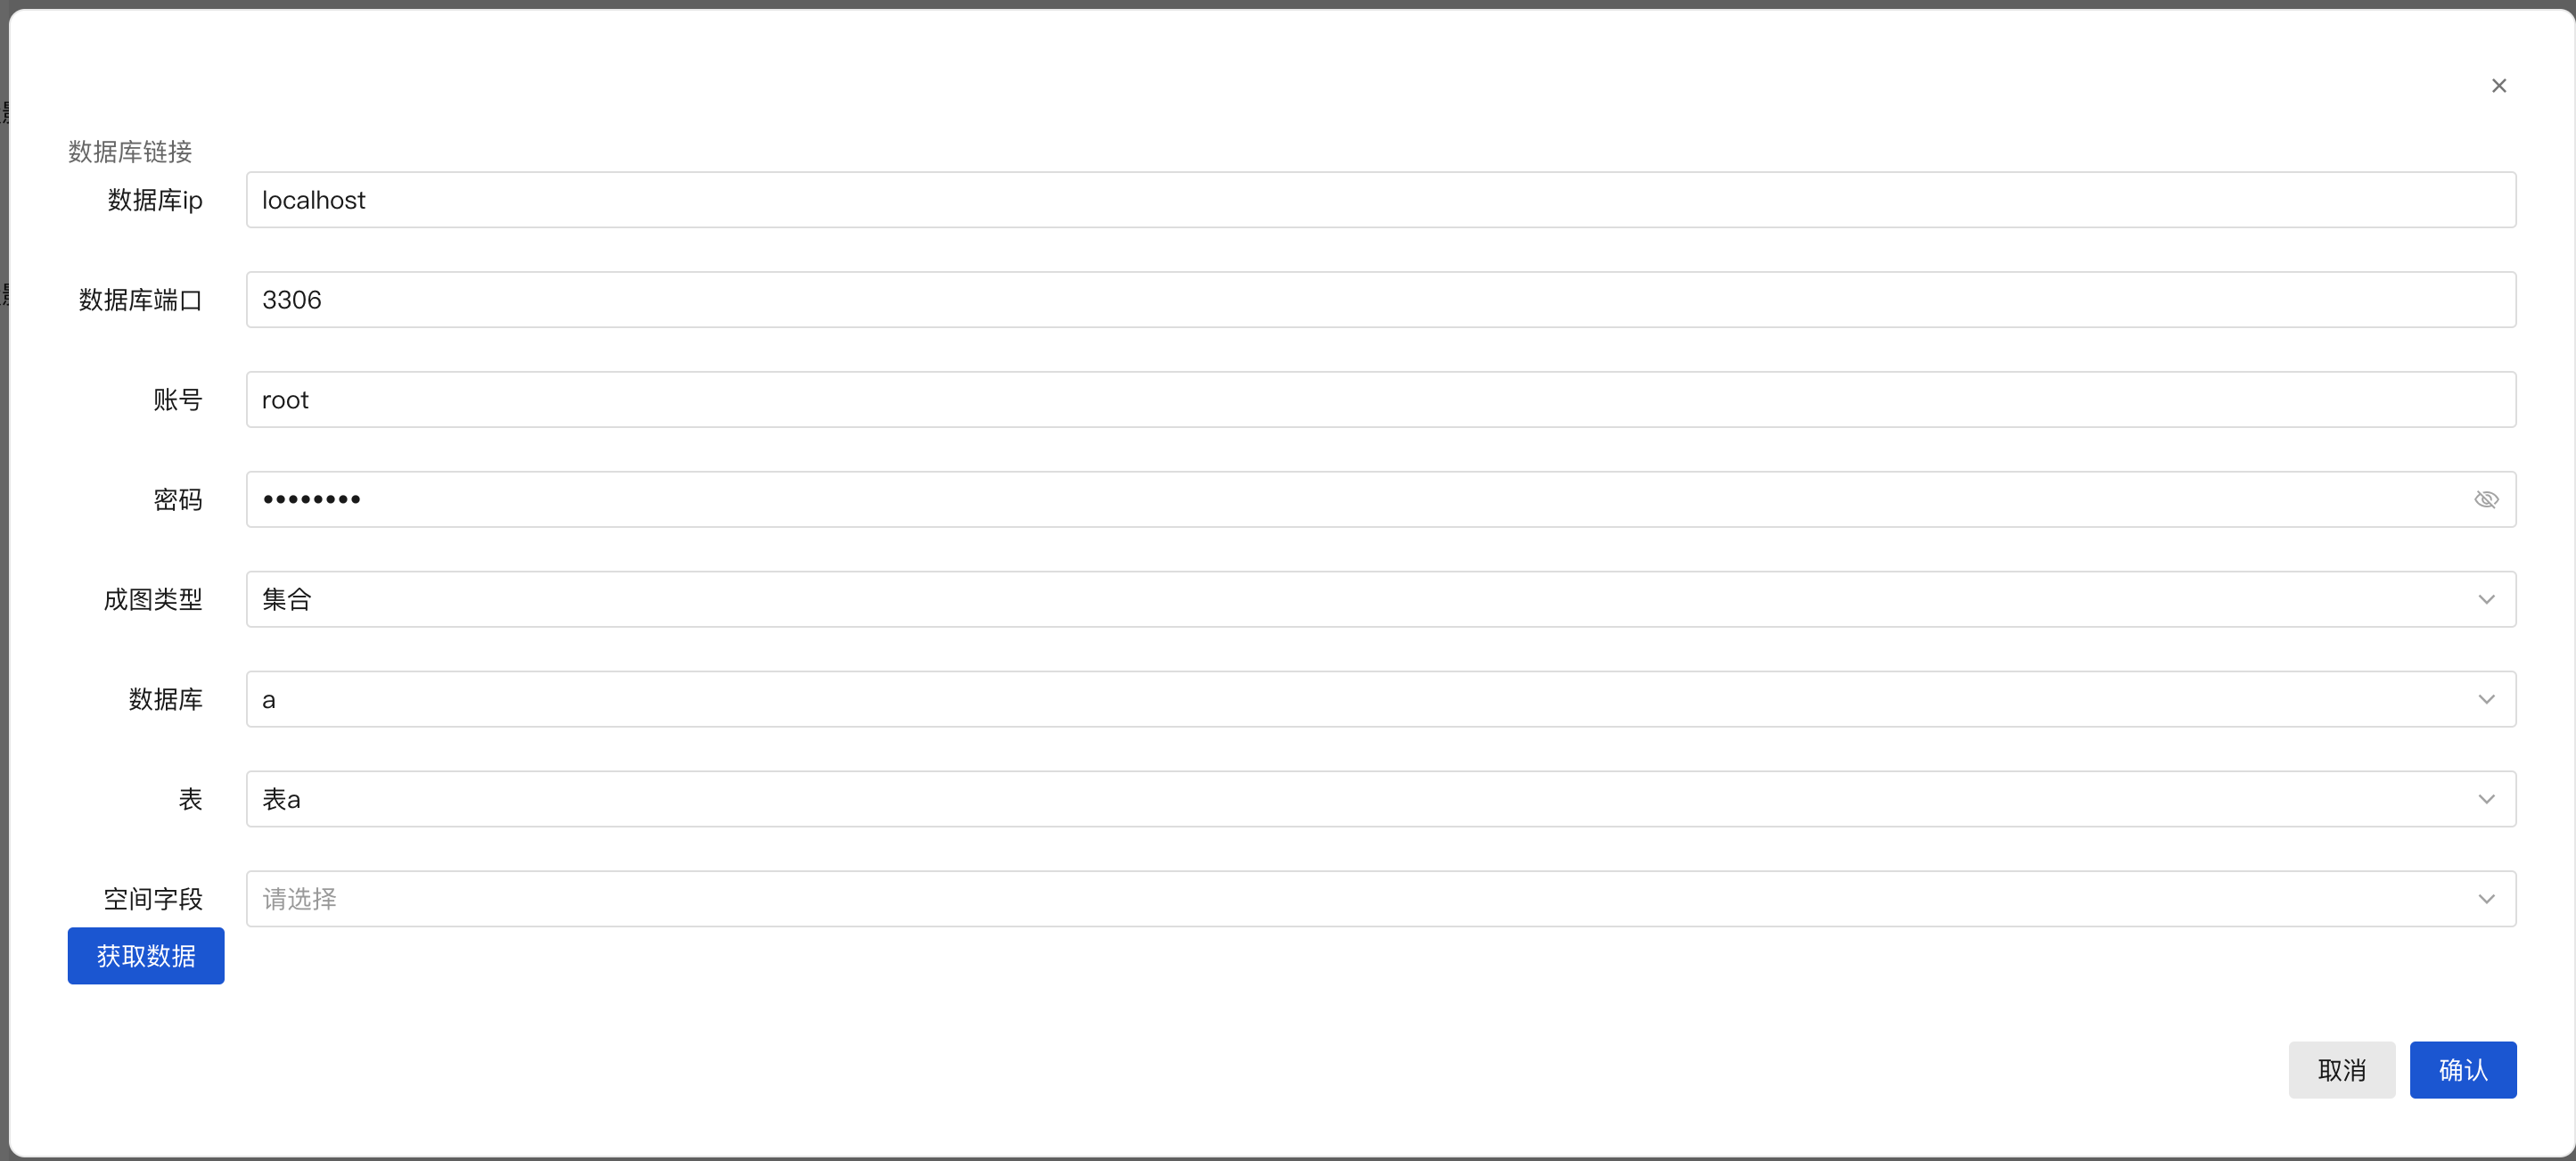 数据库链接
数据库ip localhost
数据库端口 3306
账号 root
密码 ••••••••
成图类型 集合
数据库 a
表 表a
空间字段 请选择
获取数据
取消 确认